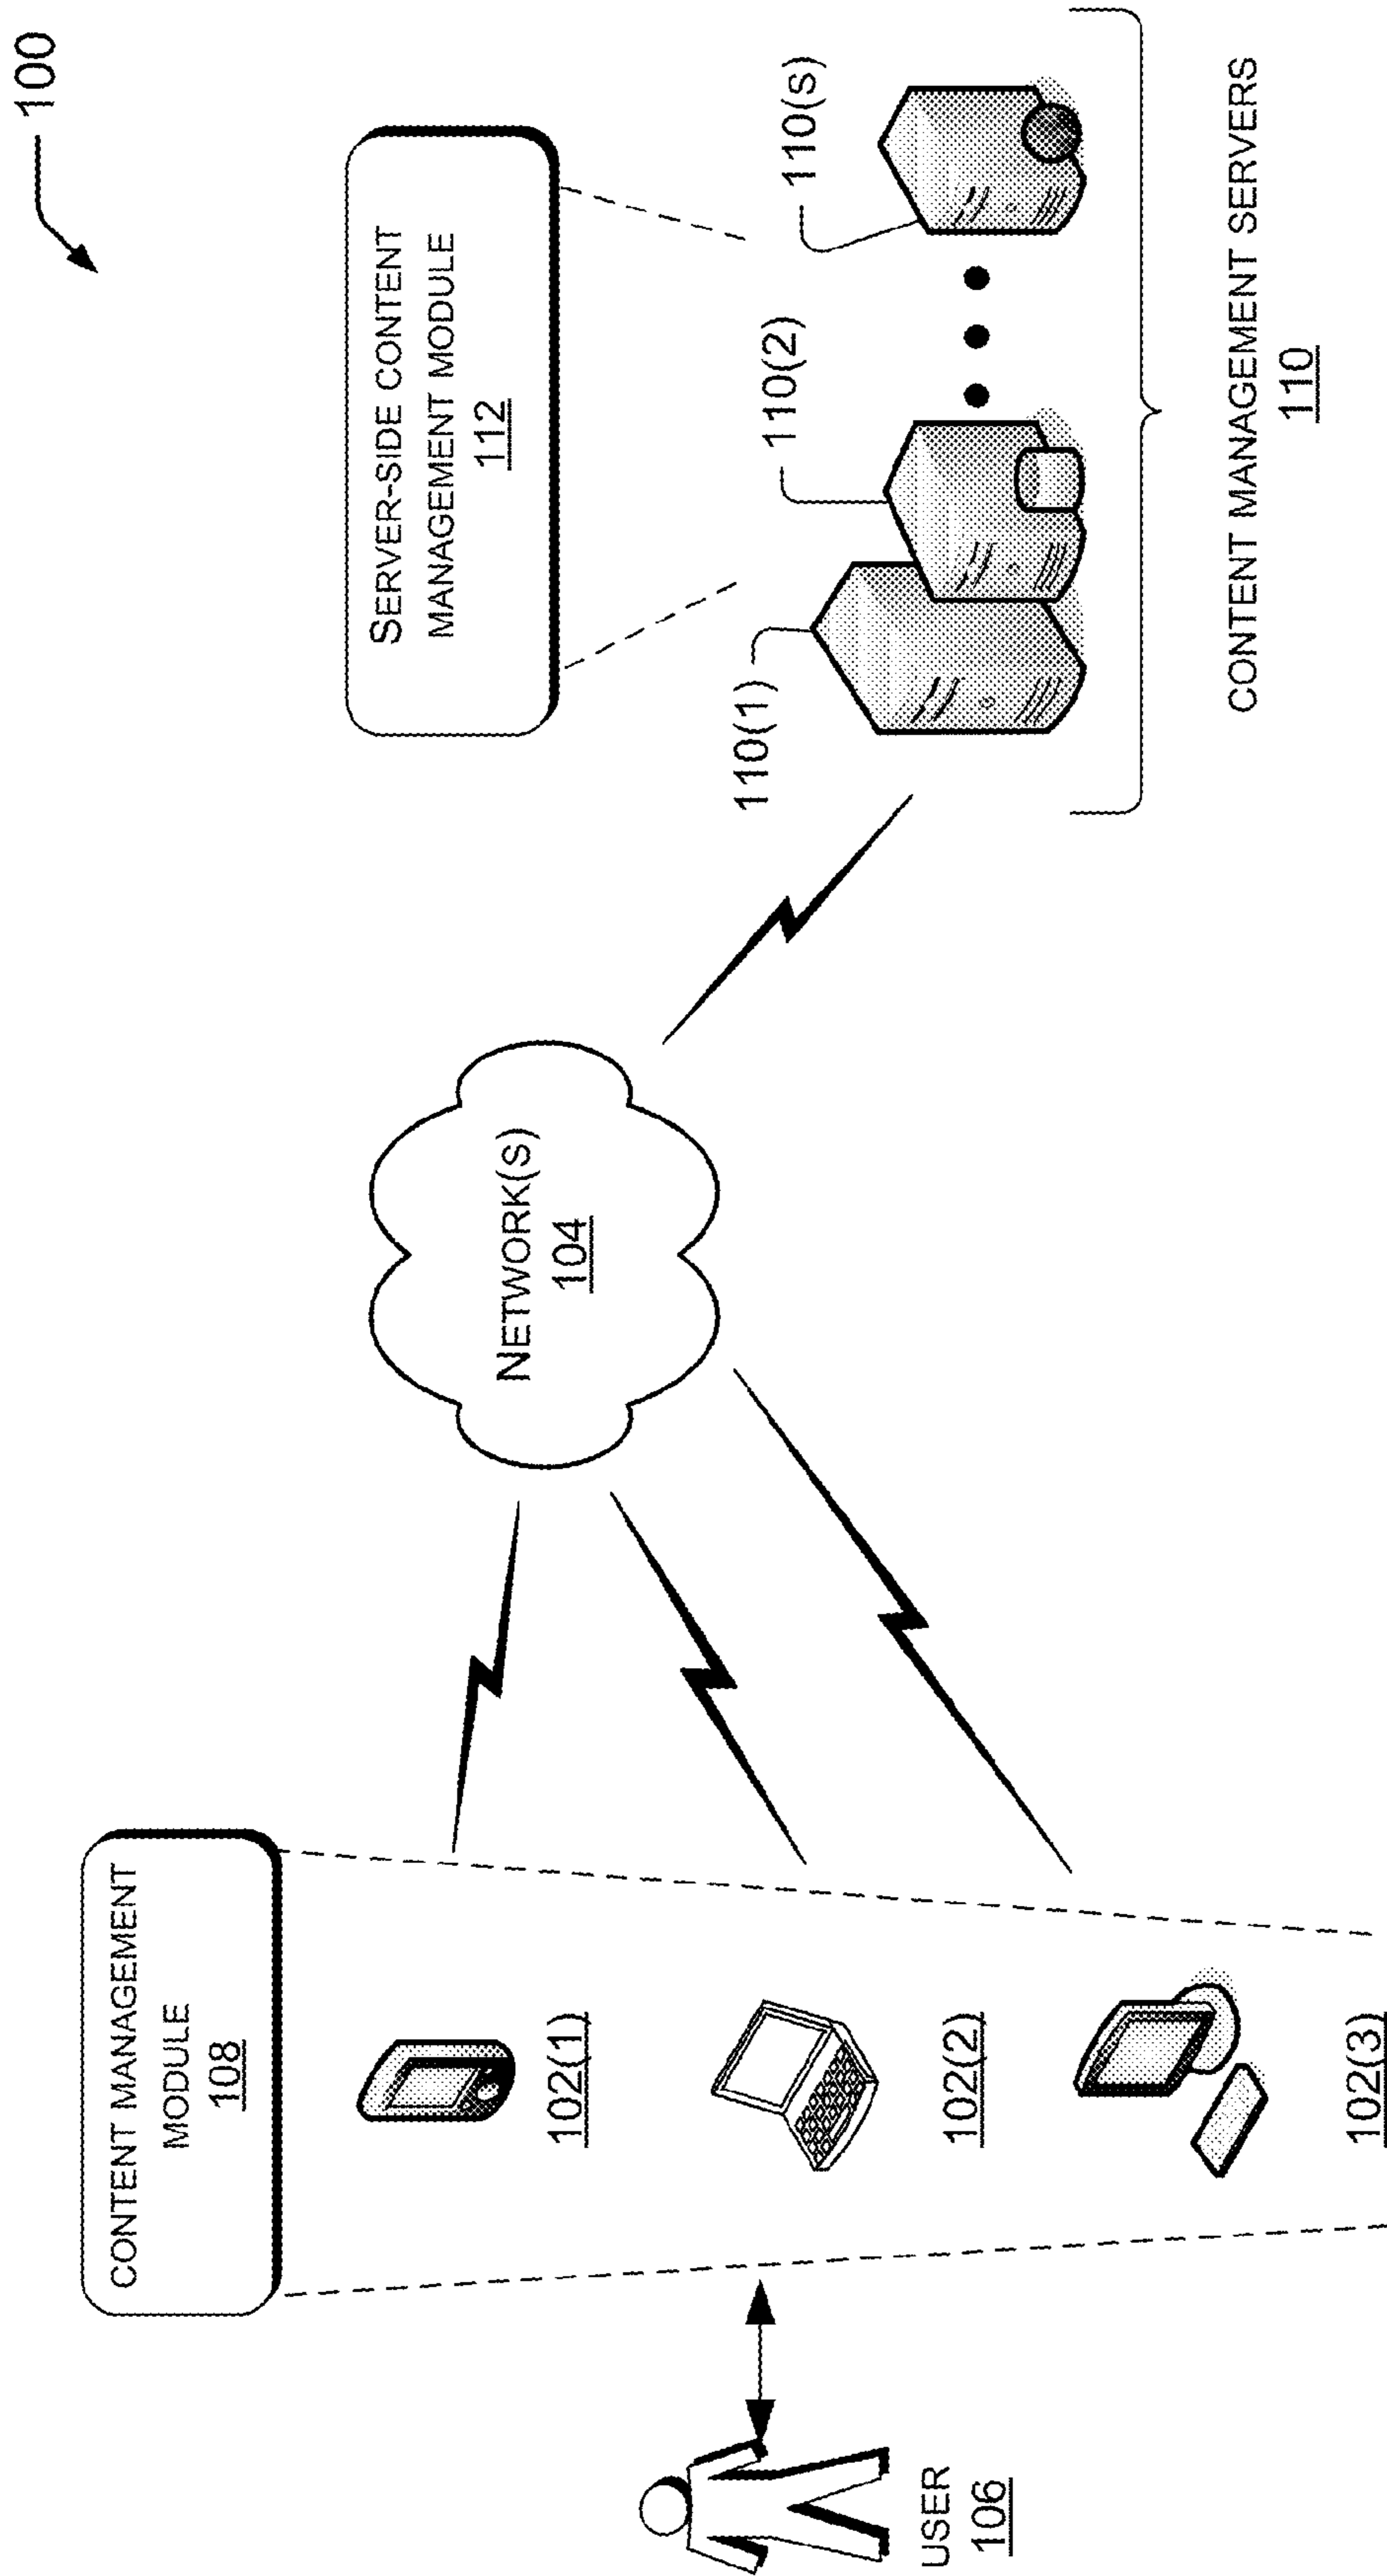 100
CONTENT MANAGEMENT
MODULE
108
SERVER-SIDE CONTENT
MANAGEMENT MODULE
112
NETWORK(S)
104
102(1)
102(2)
102(3)
USER
106
110(1)
110(2)
110(s)
CONTENT MANAGEMENT SERVERS
110